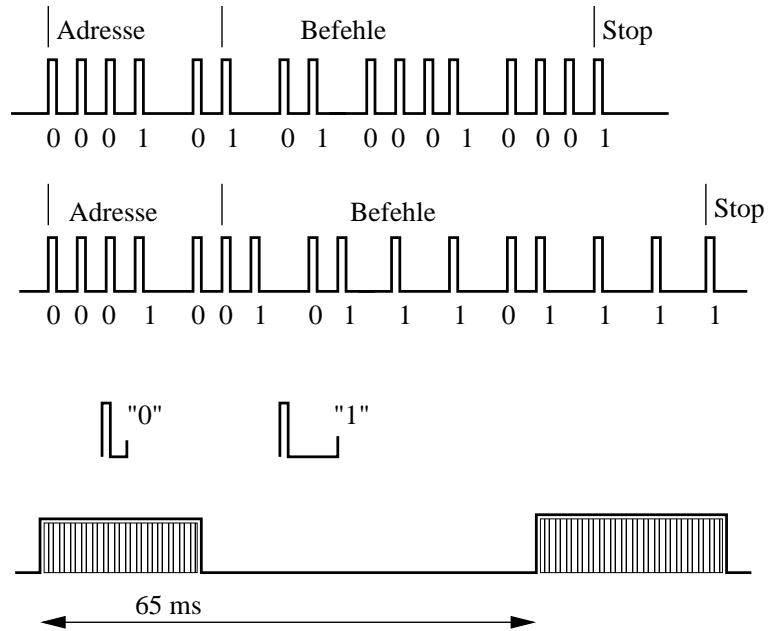 Adresse Befehle Stop
0 0 0 1 0 1 0 1 0 0 0 1 0 0 0 1
Adresse Befehle Stop
0 0 0 1 0 0 1 0 1 1 1 0 1 1 1 1
"0" "1"
65 ms